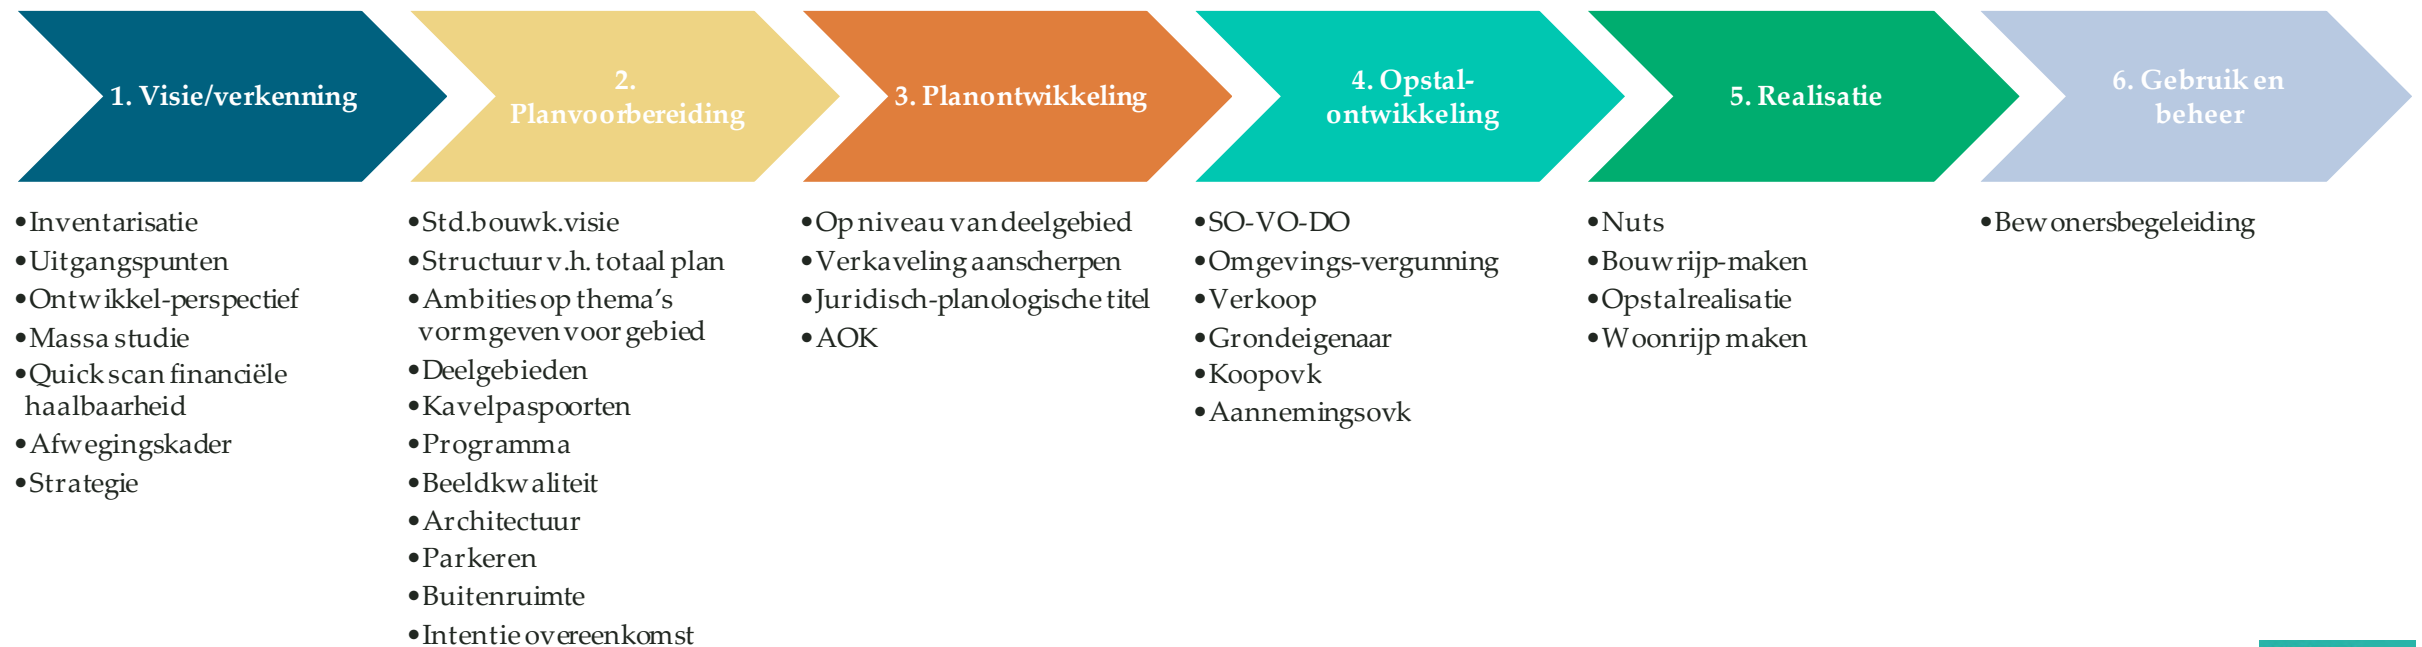 1. Visie/verkenning
2.
Planvoorbereiding
3. Planontwikkeling
4. Opstal-
ontwikkeling
5. Realisatie
6. Gebruik en
beheer
•Inventarisatie
•Uitgangspunten
•Ontwikkel-perspectief
•Massa studie
•Quick scan financiële
haalbaarheid
•Afwegingskader
•Strategie
•Std.bouwk.visie
•Structuur v.h. totaal plan
•Ambities op thema’s
vormgeven voor gebied
•Deelgebieden
•Kavelpaspoorten
•Programma
•Beeldkwaliteit
•Architectuur
•Parkeren
•Buitenruimte
•Intentie overeenkomst
•Op niveau van deelgebied
•Verkaveling aanscherpen
•Juridisch-planologische titel
•AOK
•SO-VO-DO
•Omgevings-vergunning
•Verkoop
•Grondeigenaar
•Koopovk
•Aannemingsovk
•Nuts
•Bouwrijp-maken
•Opstalrealisatie
•Woonrijp maken
•Bewonersbegeleiding